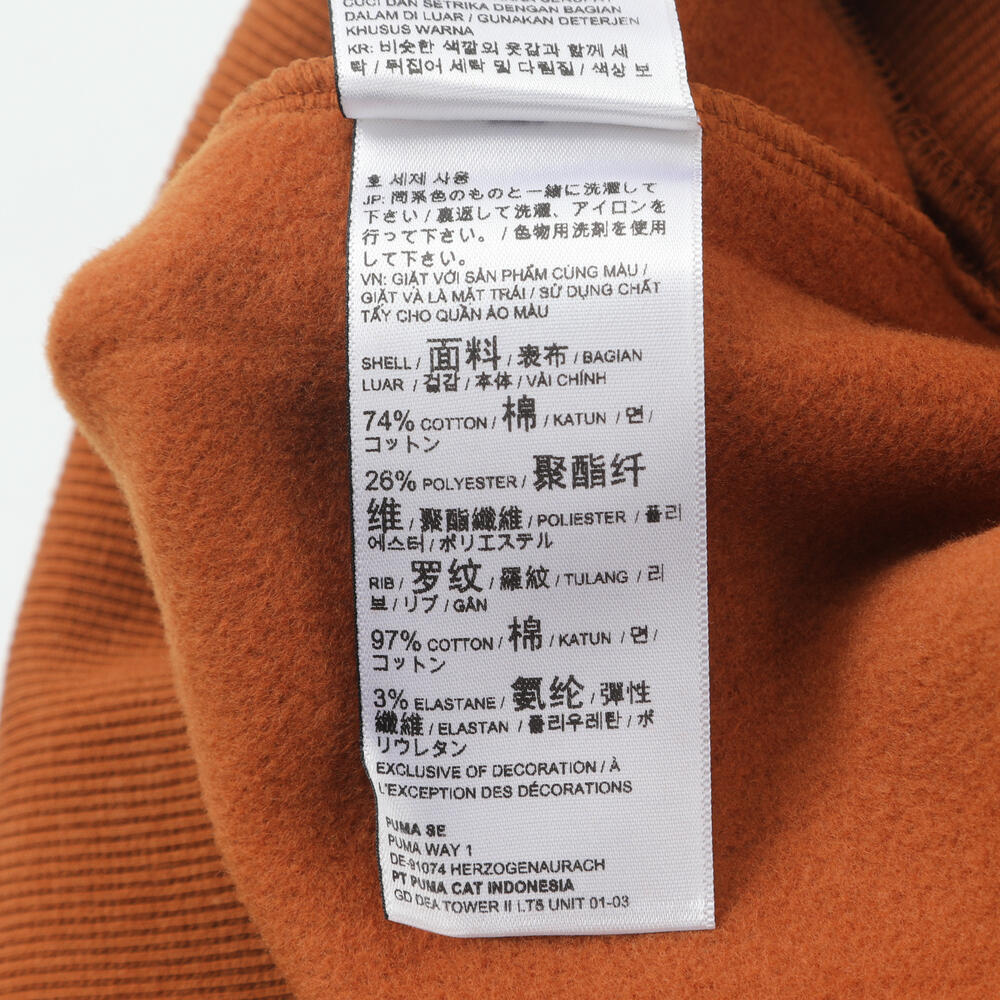 CUCI DAN SETRIKA DENGAN BAGIAN
DALAM DI LUAR / GUNAKAN DETERJEN
KHUSUS WARNA
KR: 비슷한 색깔의 옷감과 함께 세
탁 / 뒤집어 세탁 및 다림질 / 색상 보
호 세제 사용
JP: 同系色のものと一緒に洗濯して
下さい / 裏返して洗濯、アイロンを
行って下さい。 / 色物用洗剤を使用
して下さい。
VN: GIẶT VỚI SẢN PHẨM CÙNG MÀU /
GIẶT VÀ LÀ MẶT TRÁI / SỬ DỤNG CHẤT
TẨY CHO QUẦN ÁO MÀU
SHELL / 面料 / 表布 / BAGIAN
LUAR / 겉감 / 本体 / VẢI CHÍNH
74% COTTON / 棉 / KATUN / 면 /
コットン
26% POLYESTER / 聚酯纤
维 / 聚酯纖維 / POLIESTER / 폴리
에스터 / ポリエステル
RIB / 罗纹 / 羅紋 / TULANG / 리
브 / リブ / GÂN
97% COTTON / 棉 / KATUN / 면 /
コットン
3% ELASTANE / 氨纶 / 彈性
纖維 / ELASTAN / 폴리우레탄 / ポ
リウレタン
EXCLUSIVE OF DECORATION / À
L'EXCEPTION DES DÉCORATIONS
PUMA SE
PUMA WAY 1
DE-91074 HERZOGENAURACH
PT PUMA CAT INDONESIA
GD DEA TOWER II LT5 UNIT 01-03